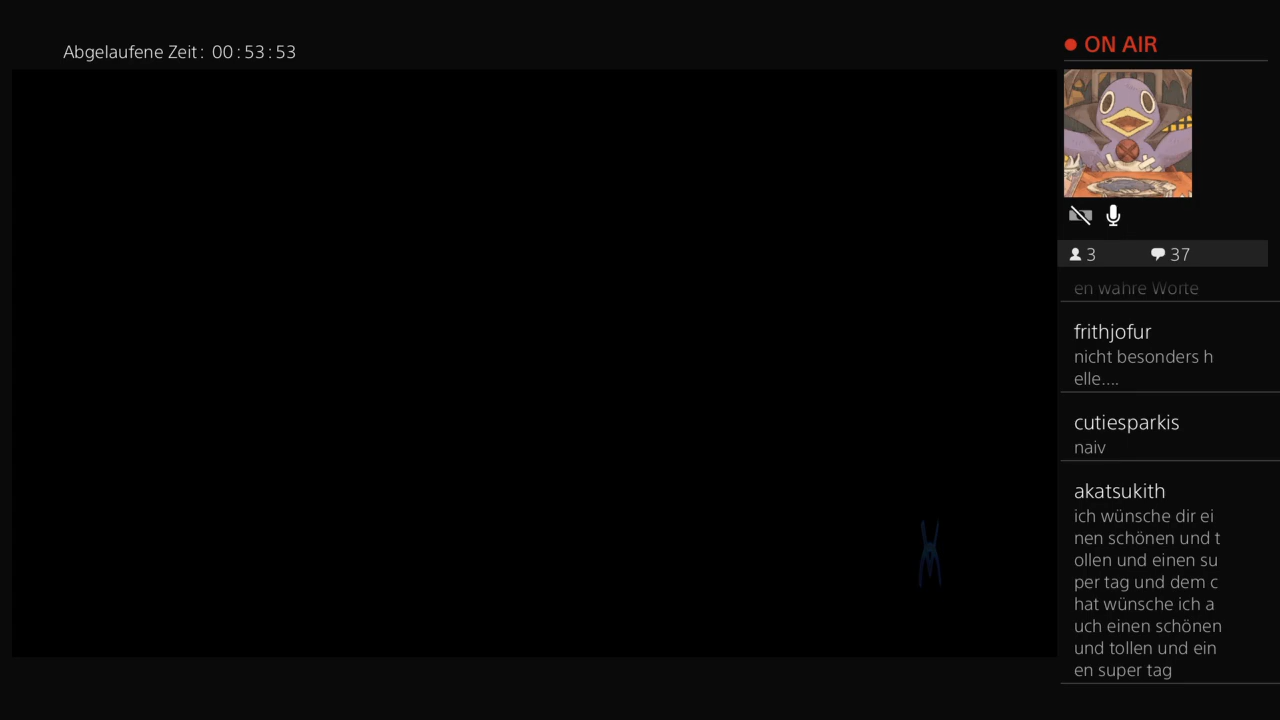 Abgelaufene Zeit: 00:53:53
ON AIR
3 37
en wahre Worte
frithjofur
nicht besonders h
elle....
cutiesparkis
naiv
akatsukith
ich wünsche dir ei
nen schönen und t
ollen und einen su
per tag und dem c
hat wünsche ich a
uch einen schönen
und tollen und ein
en super tag